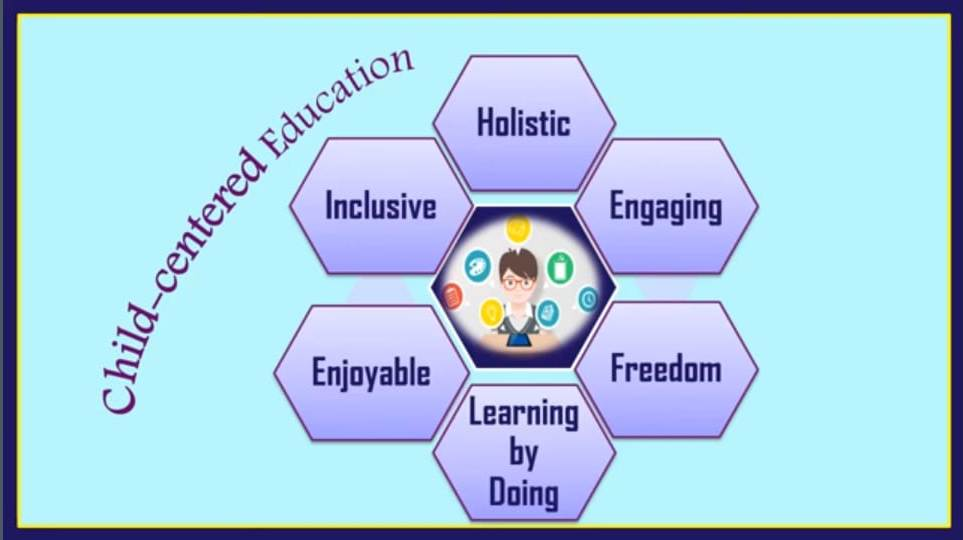 Child-centered Education
Holistic
Inclusive
Engaging
Enjoyable
Freedom
Learning
by
Doing